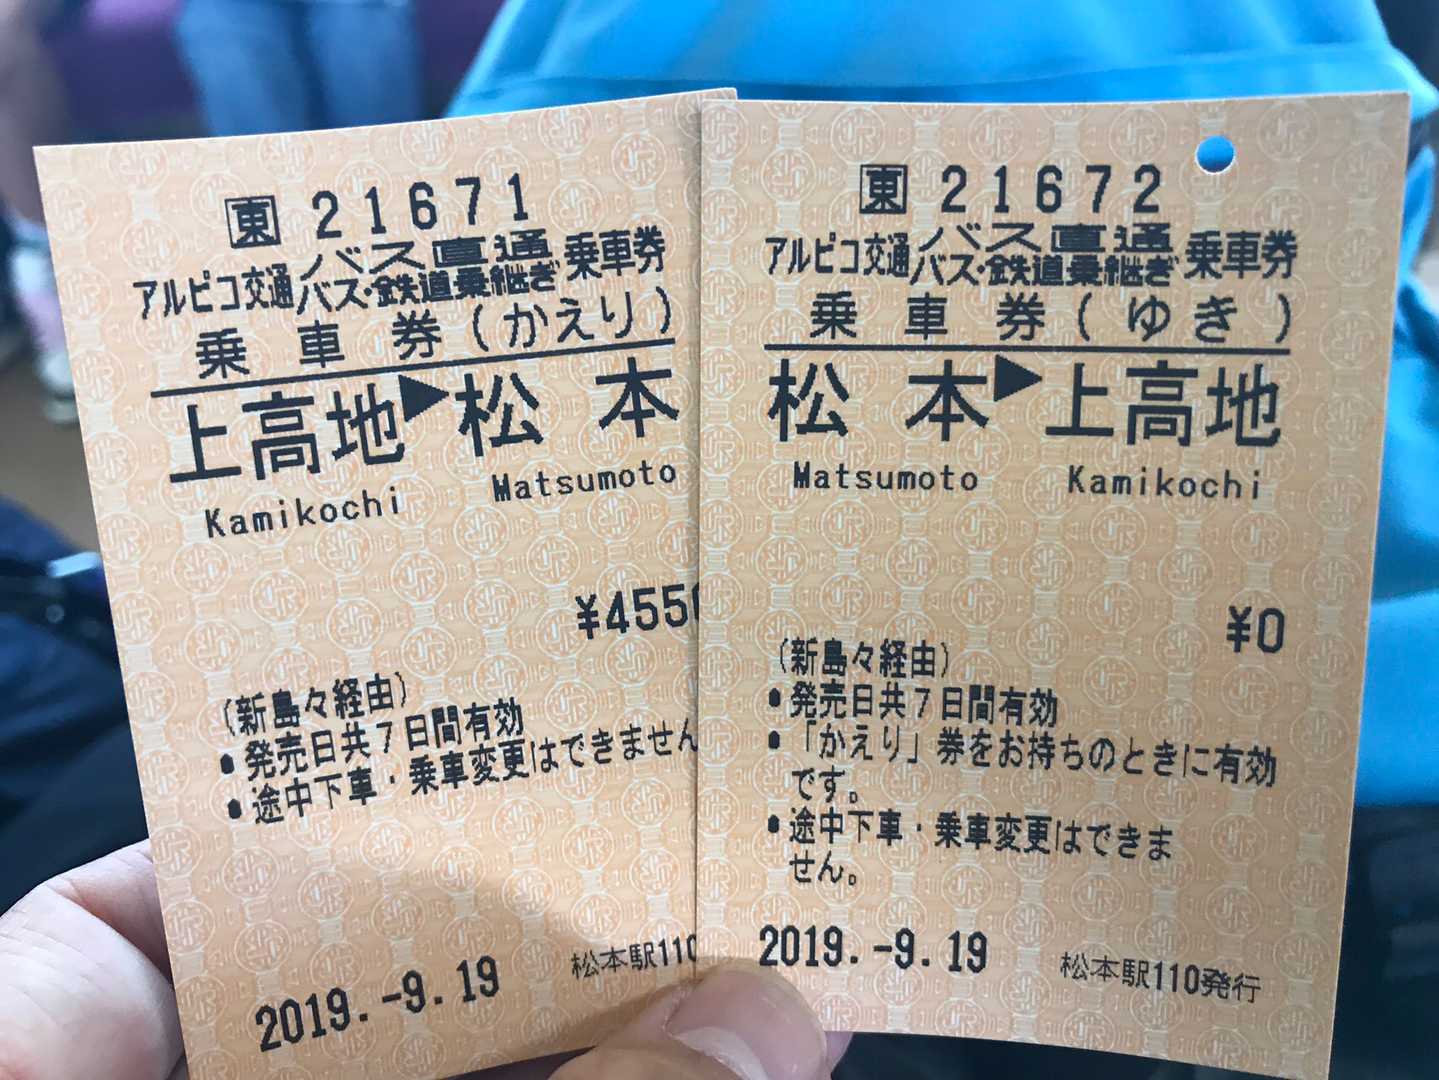 東 21671
アルピコ交通 バス直通 バス・鉄道乗継ぎ 乗車券
乗車券(かえり)
上高地▶松本
Kamikochi Matsumoto
¥455
(新島々経由)
•発売日共7日間有効
•途中下車・乗車変更はできません
2019.-9.19 松本駅110
東 21672
アルピコ交通 バス直通 バス・鉄道乗継ぎ 乗車券
乗車券(ゆき)
松本▶上高地
Matsumoto Kamikochi
¥0
(新島々経由)
•発売日共7日間有効
•「かえり」券をお持ちのときに有効
です。
•途中下車・乗車変更はできま
せん。
2019.-9.19 松本駅110発行